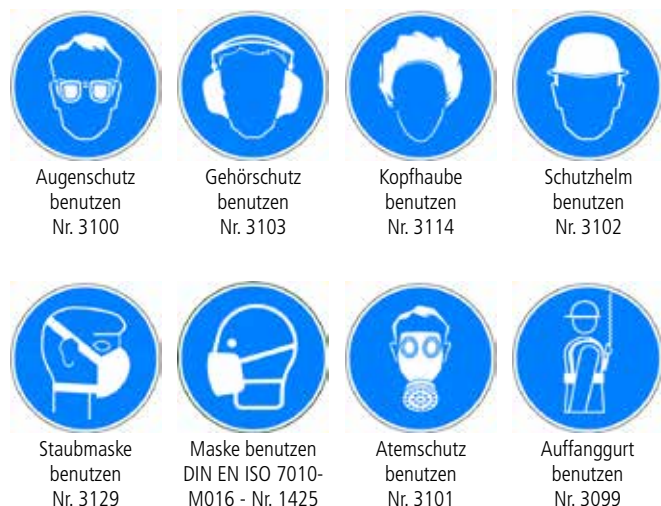 Augenschutz
benutzen
Nr. 3100
Gehörschutz
benutzen
Nr. 3103
Kopfhaube
benutzen
Nr. 3114
Schutzhelm
benutzen
Nr. 3102
Staubmaske
benutzen
Nr. 3129
Maske benutzen
DIN EN ISO 7010-
M016 - Nr. 1425
Atemschutz
benutzen
Nr. 3101
Auffanggurt
benutzen
Nr. 3099